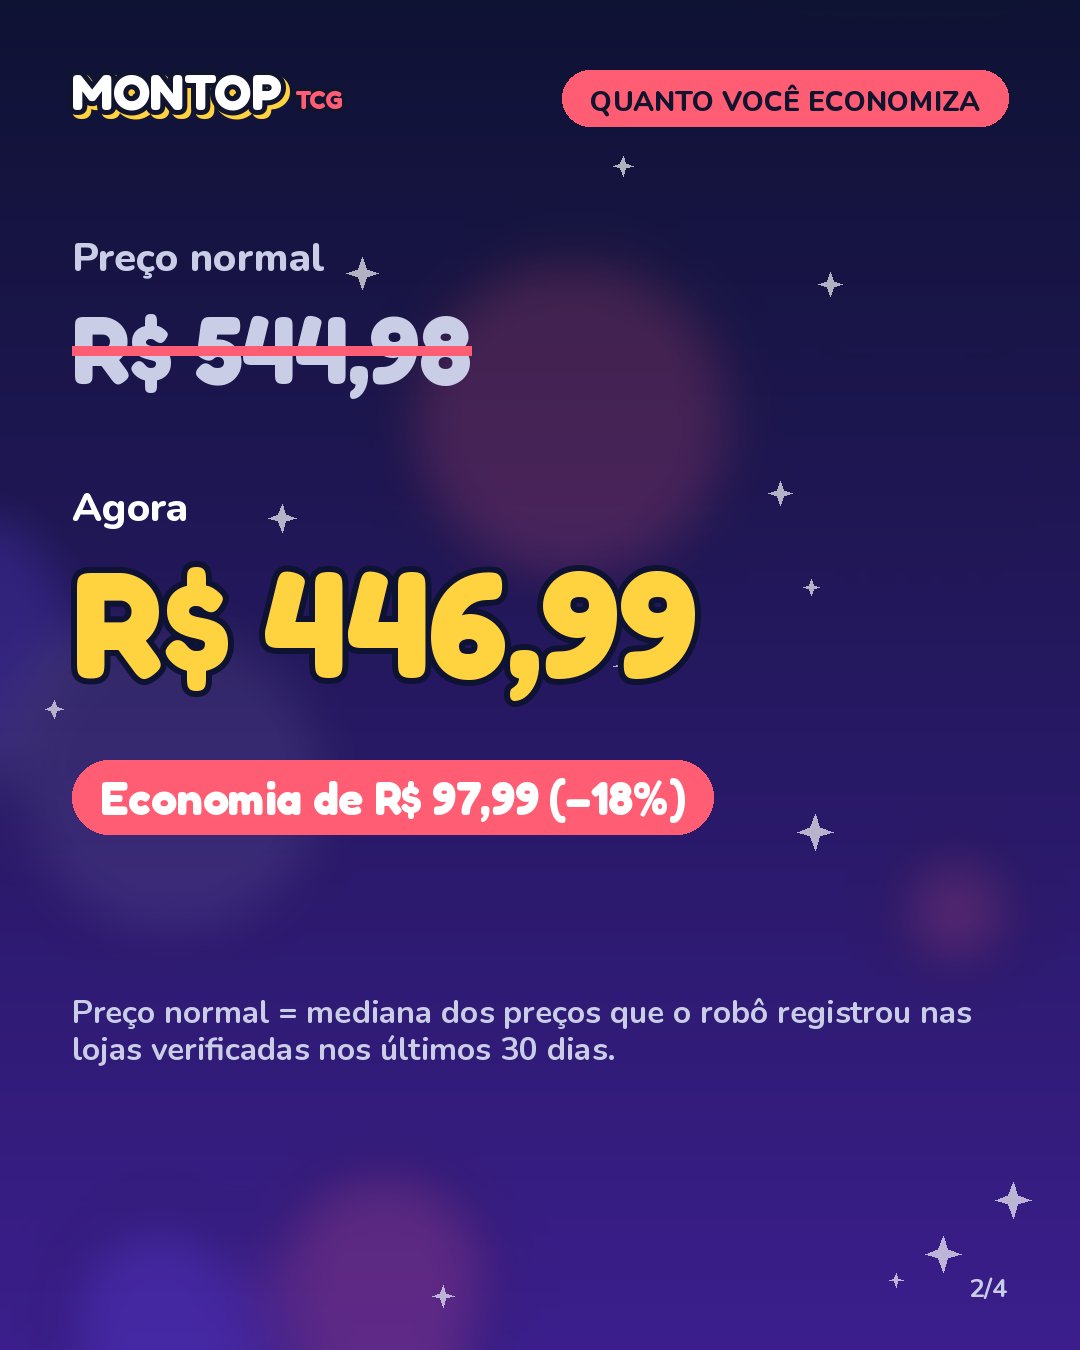 MONTOP TCG
QUANTO VOCÊ ECONOMIZA
Preço normal
R$ 544,98
Agora
R$ 446,99
Economia de R$ 97,99 (–18%)
Preço normal = mediana dos preços que o robô registrou nas
lojas verificadas nos últimos 30 dias.
2/4